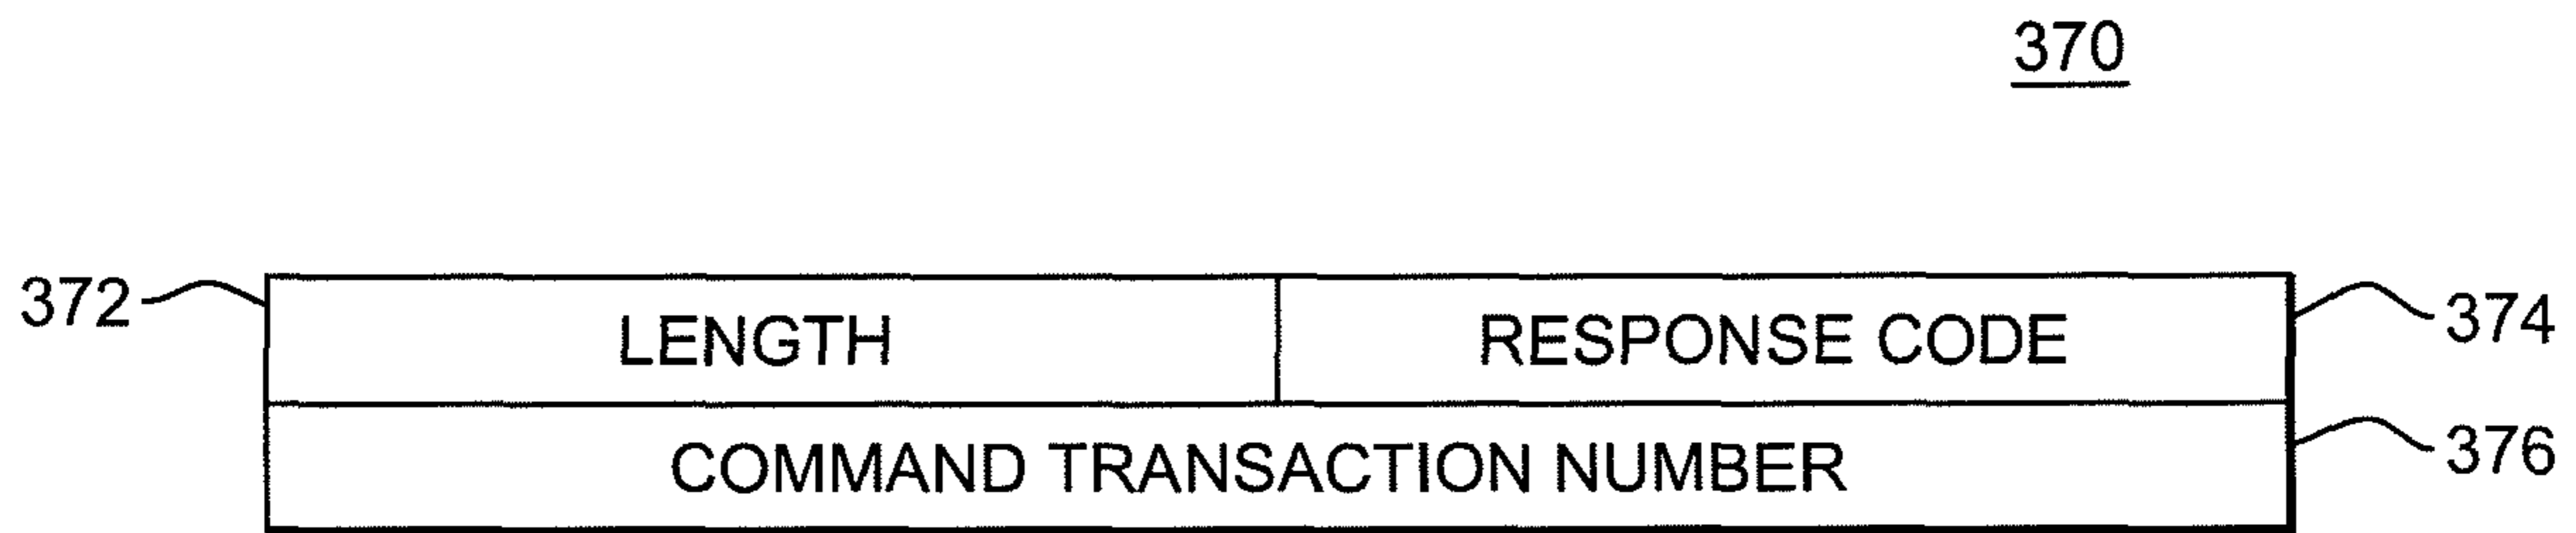 370
372 LENGTH RESPONSE CODE 374
COMMAND TRANSACTION NUMBER 376